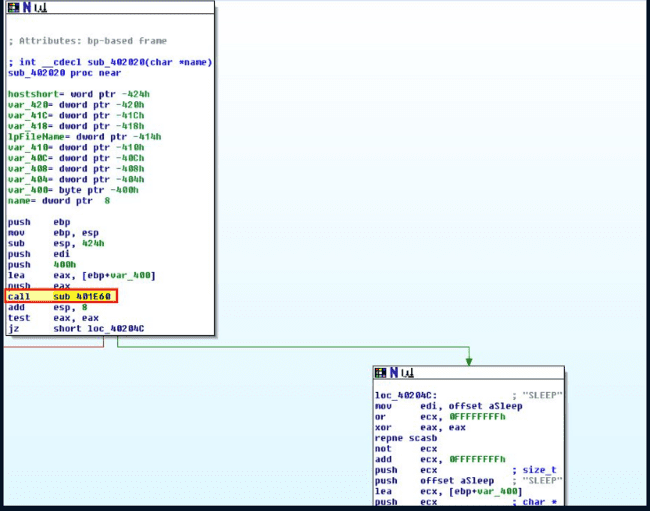 ; Attributes: bp-based frame
; int __cdecl sub_402020(char *name)
sub_402020 proc near
hostshort= word ptr -424h
var_420= dword ptr -420h
var_41C= dword ptr -41Ch
var_418= dword ptr -418h
lpFileName= dword ptr -414h
var_410= dword ptr -410h
var_40C= dword ptr -40Ch
var_408= dword ptr -408h
var_404= dword ptr -404h
var_400= byte ptr -400h
name= dword ptr  8
push    ebp
mov     ebp, esp
sub     esp, 424h
push    edi
push    400h
lea     eax, [ebp+var_400]
push    eax
call    sub_401E60
add     esp, 8
test    eax, eax
jz      short loc_40204C
loc_40204C:             ; "SLEEP"
mov     edi, offset aSleep
or      ecx, 0FFFFFFFFh
xor     eax, eax
repne scasb
not     ecx
add     ecx, 0FFFFFFFFh
push    ecx             ; size_t
push    offset aSleep   ; "SLEEP"
lea     ecx, [ebp+var_400]
push    ecx             ; char *